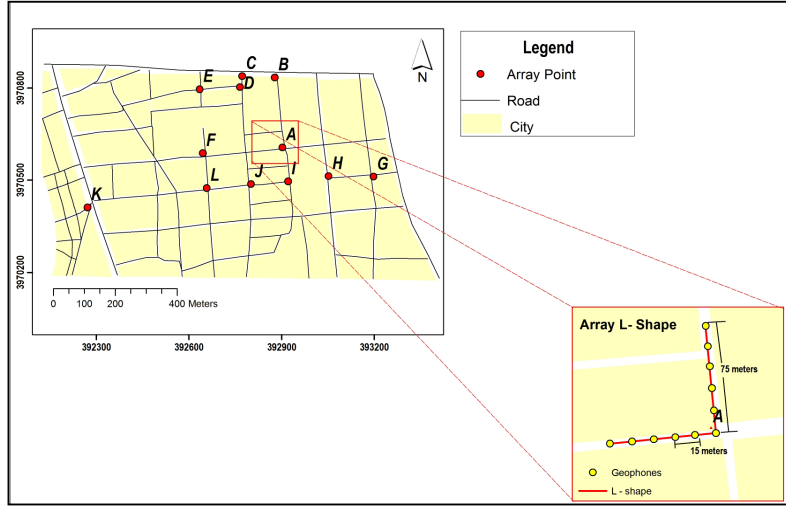 C
B
E
D
A
F
H
G
J
I
L
K
N
3970800
3970500
3970200
0 100 200 400 Meters
392300 392600 392900 393200
Legend
Array Point
Road
City
Array L- Shape
75 meters
A
15 meters
Geophones
L - shape